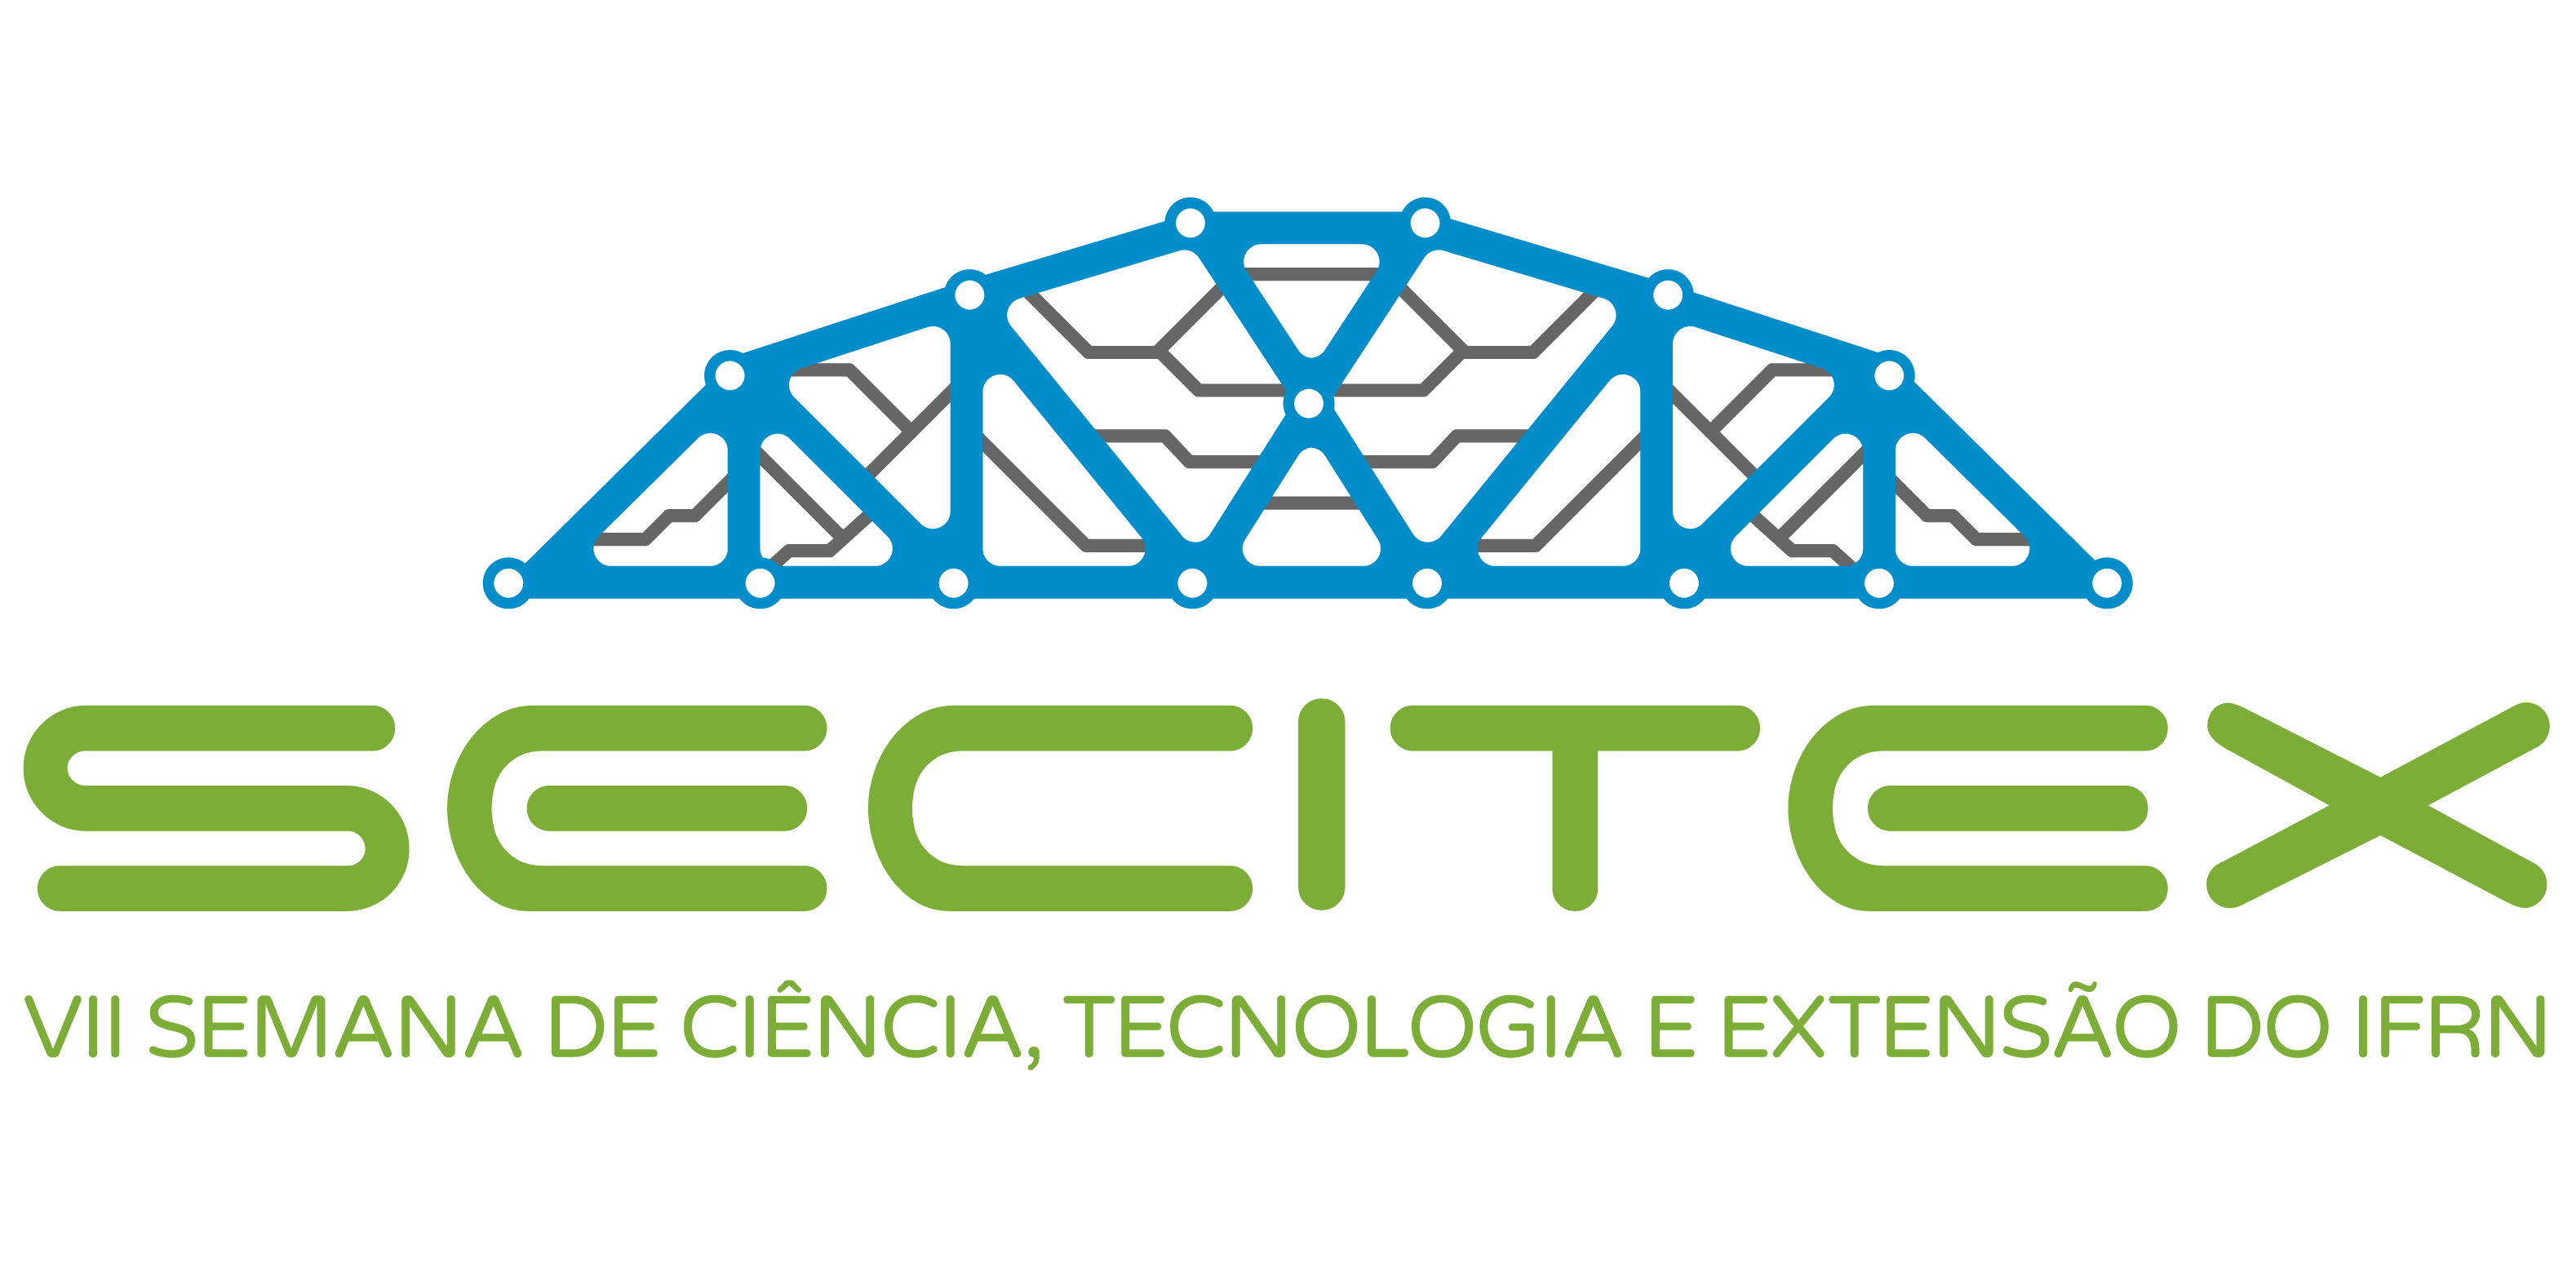 SECITEX
VII SEMANA DE CIÊNCIA, TECNOLOGIA E EXTENSÃO DO IFRN